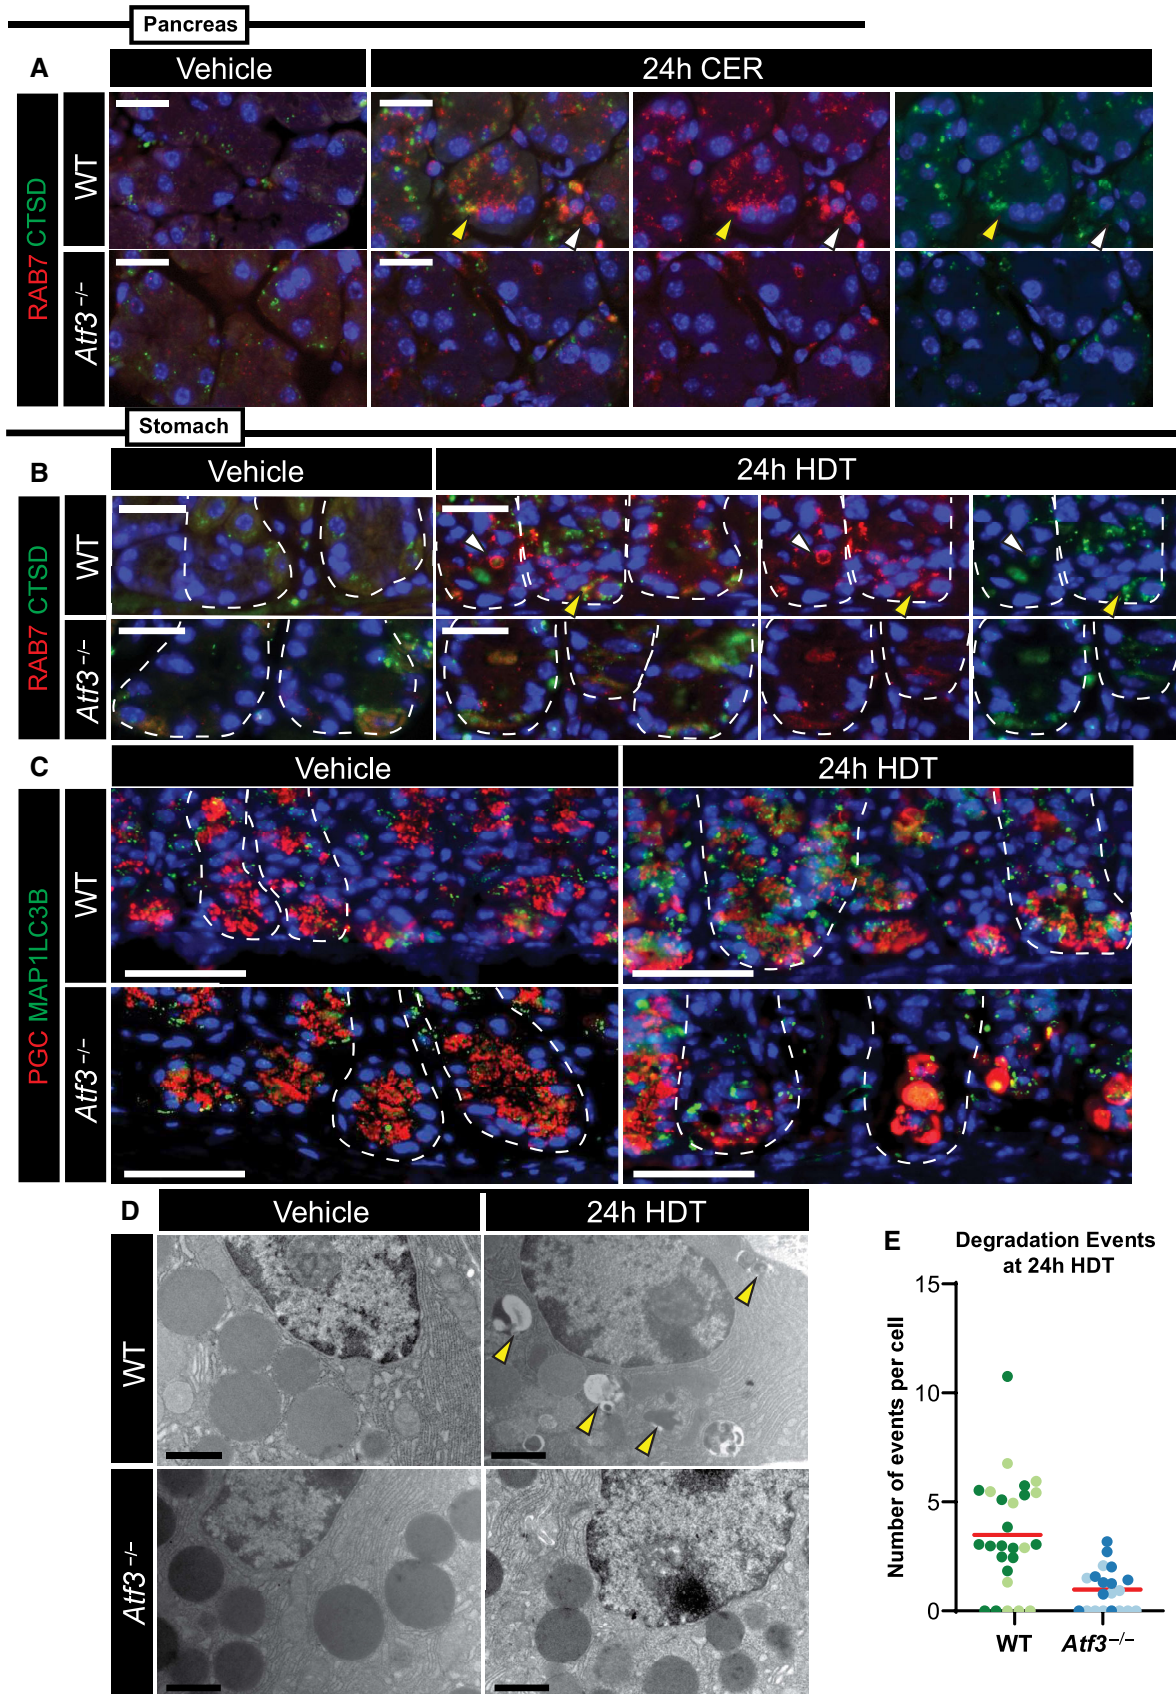 Pancreas
A
Vehicle
24h CER
RAB7 CTSD
WT
Atf3⁻/⁻
Stomach
B
Vehicle
24h HDT
RAB7 CTSD
WT
Atf3⁻/⁻
C
Vehicle
24h HDT
PGC MAP1LC3B
WT
Atf3⁻/⁻
D
Vehicle
24h HDT
WT
Atf3⁻/⁻
E
Degradation Events
at 24h HDT
Number of events per cell
15
10
5
0
WT
Atf3⁻/⁻